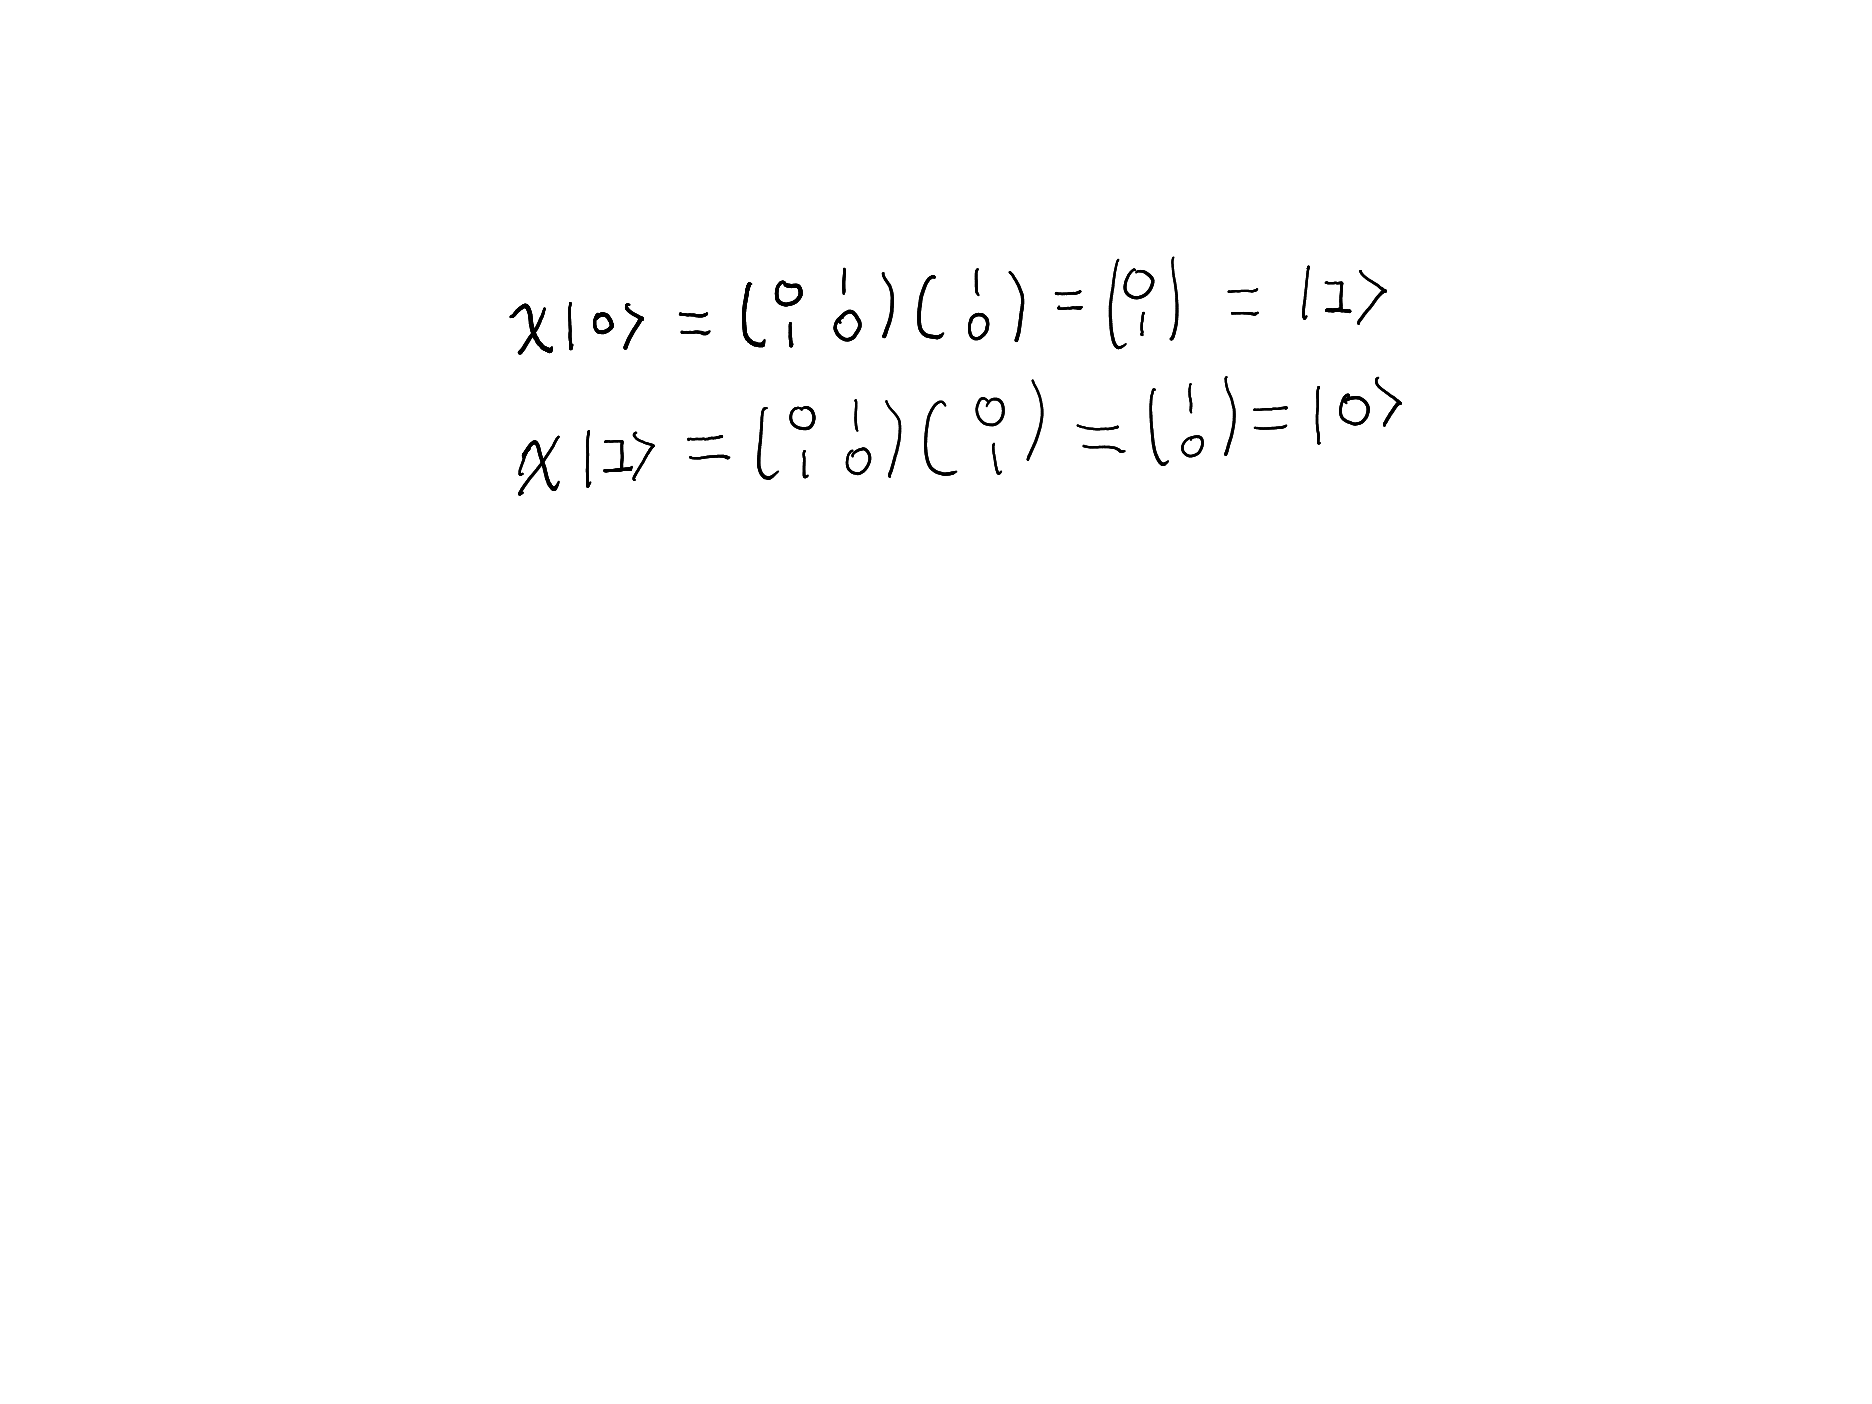 X|0> = (0 1 1 0)(1 0) = (0 1) = |1>
X|1> = (0 1 1 0)(0 1) = (1 0) = |0>